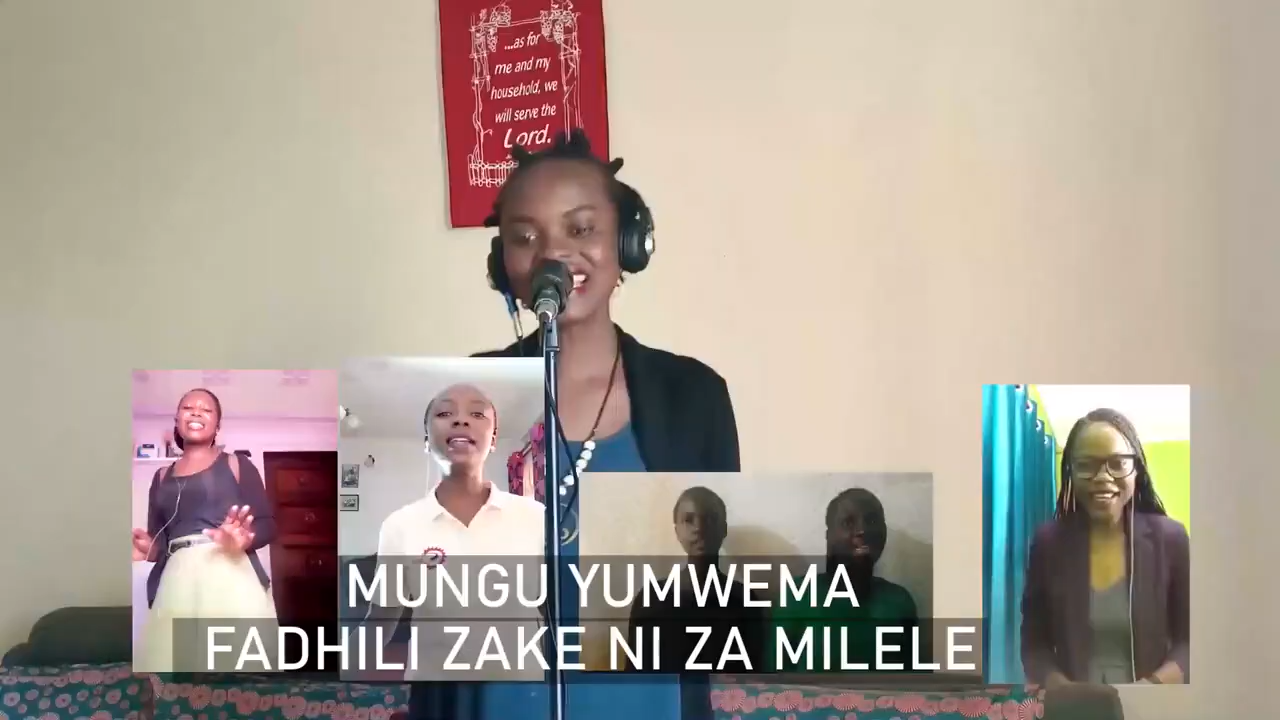 ...as for
me and my
household, we
will serve the
Lord.
MUNGU YUMWEMA
FADHILI ZAKE NI ZA MILELE